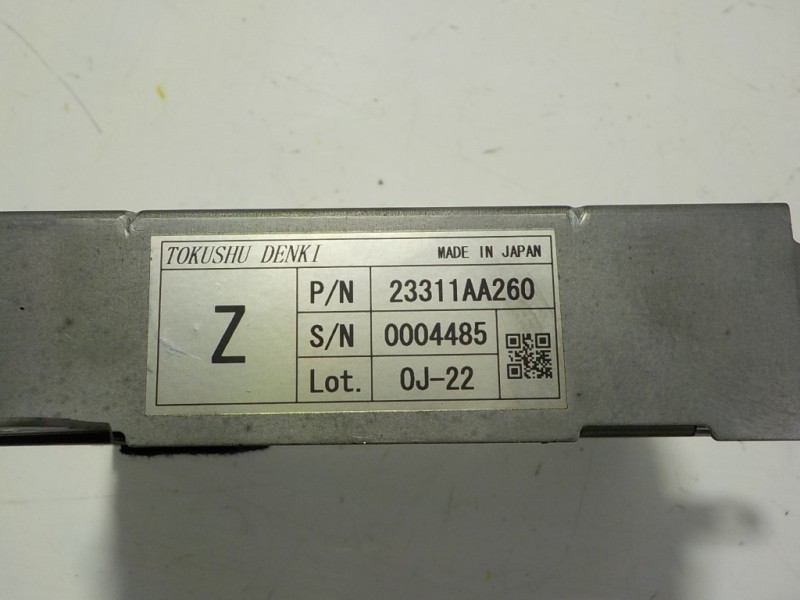 TOKUSHU DENKI MADE IN JAPAN
Z
P/N 23311AA260
S/N 0004485
Lot. 0J-22